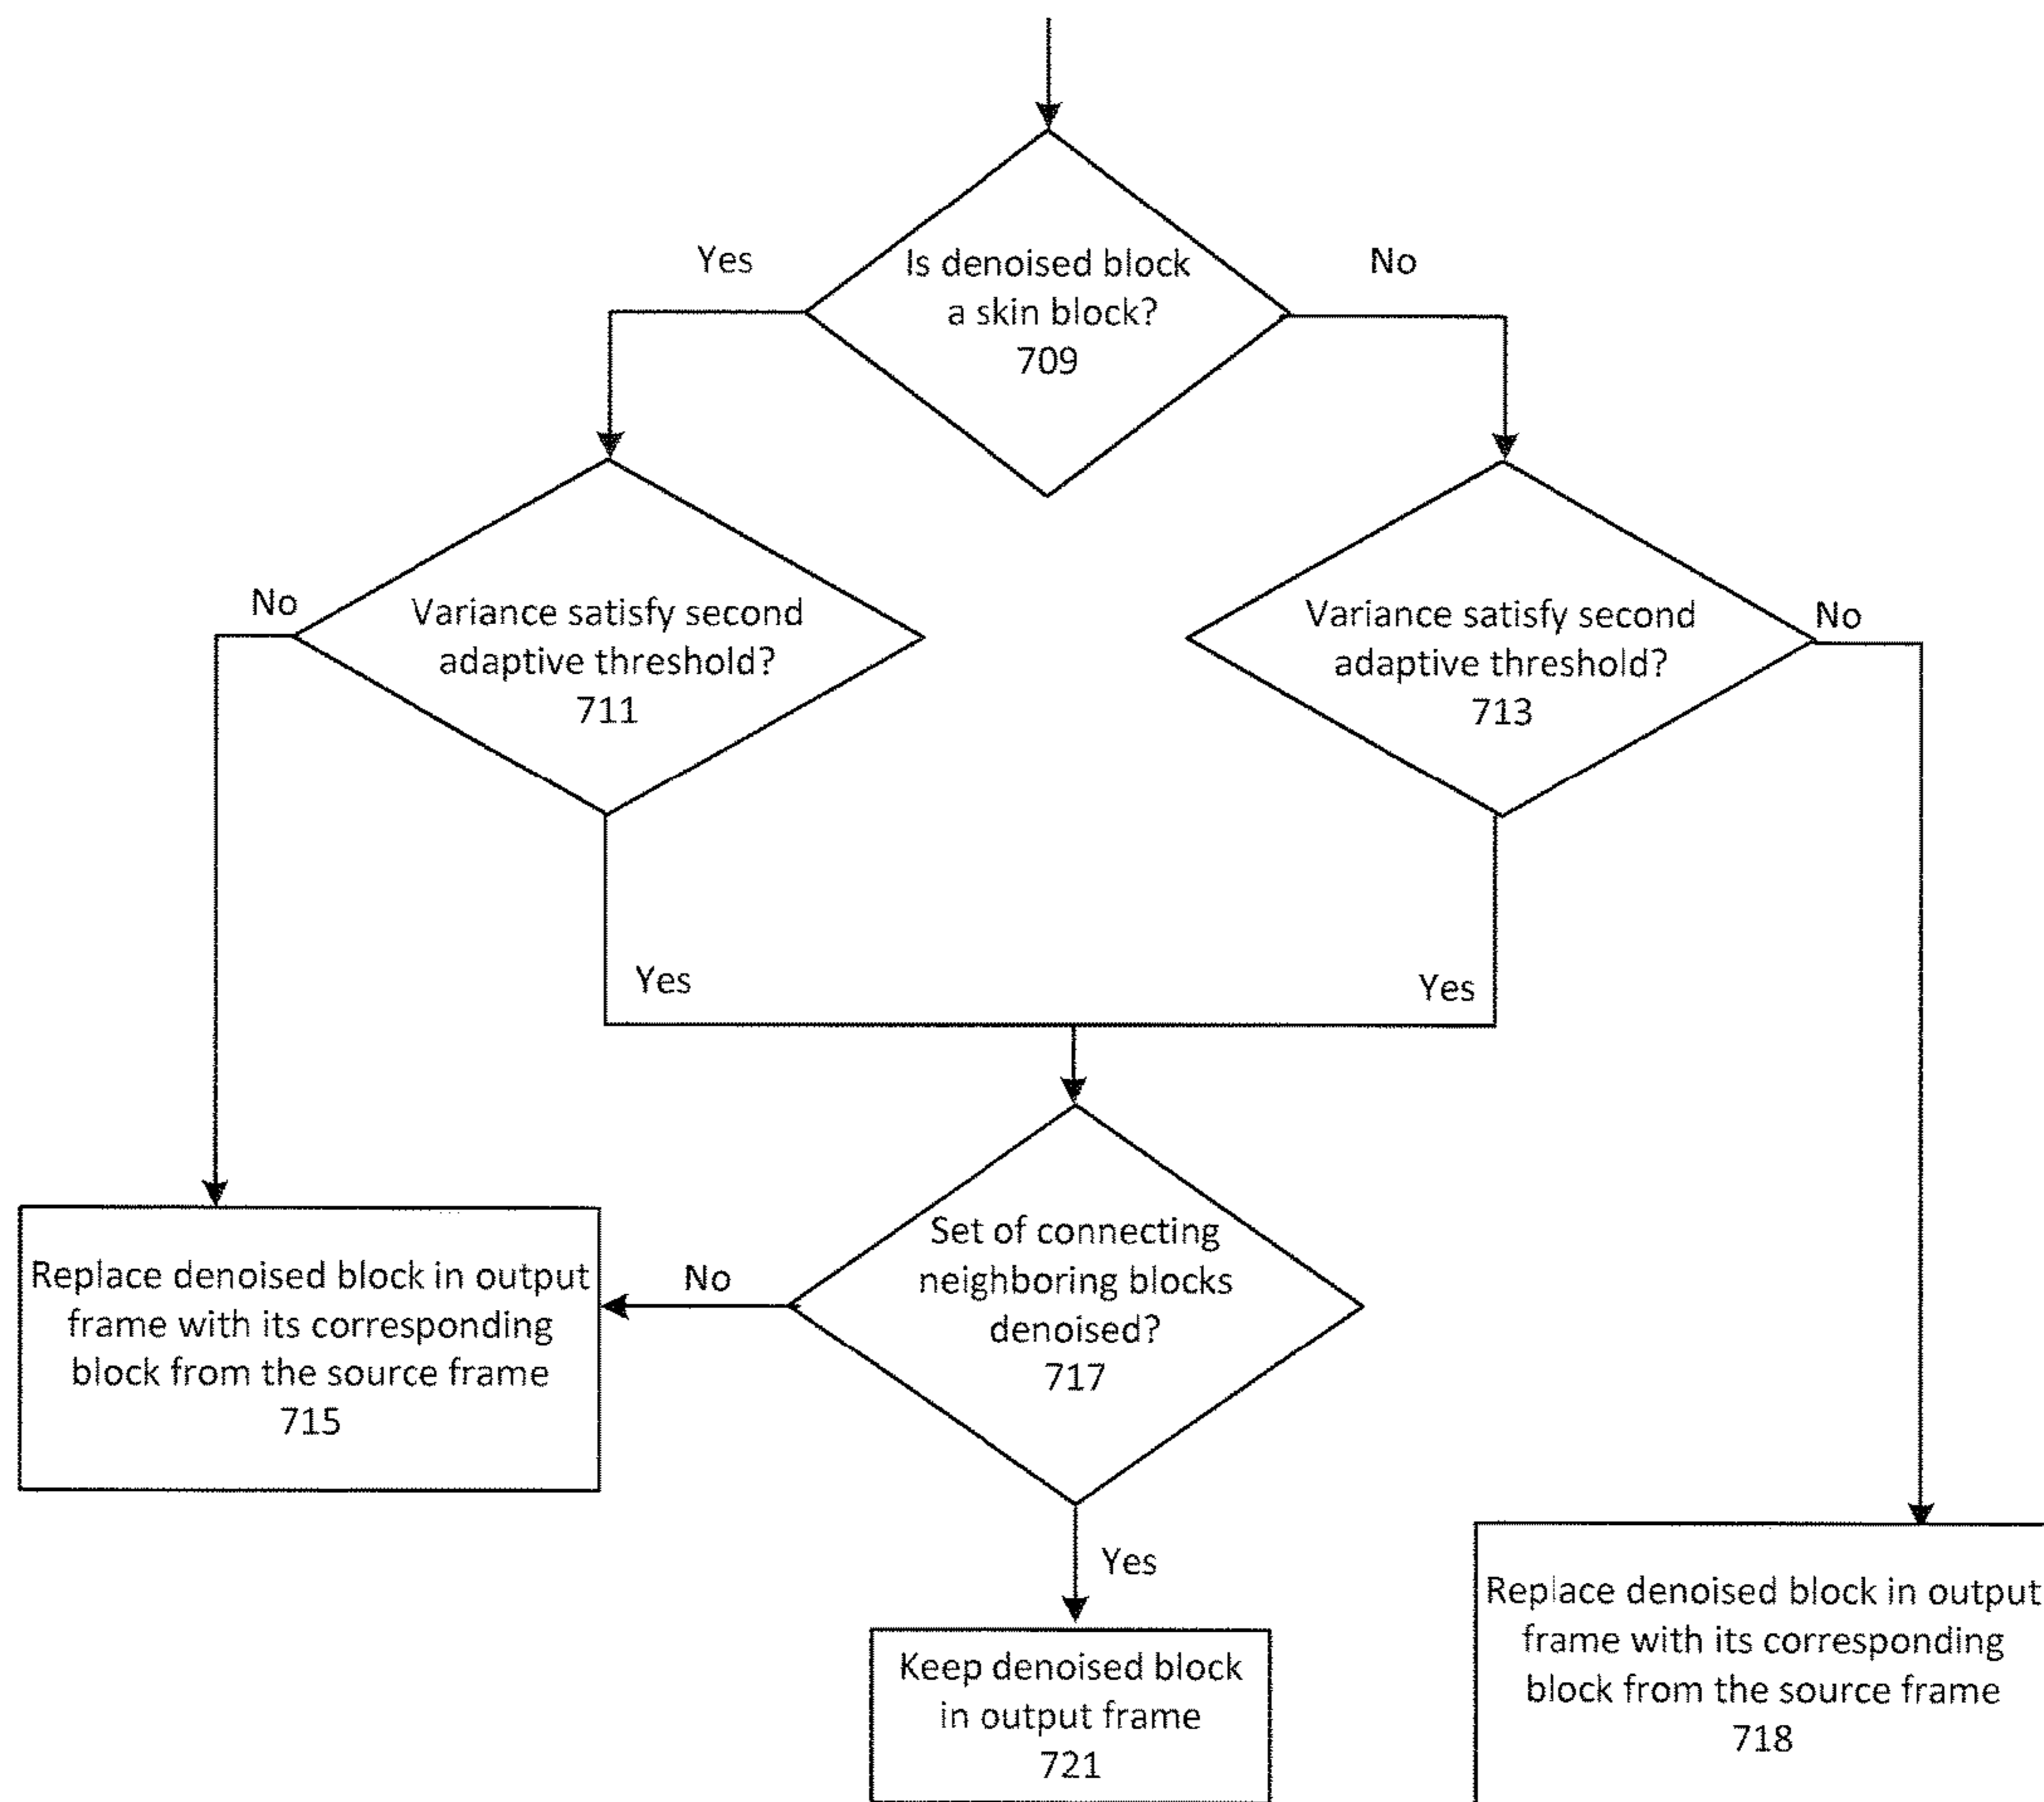 Yes
Is denoised block
a skin block?
709
No
No
Variance satisfy second
adaptive threshold?
711
Variance satisfy second
adaptive threshold?
713
No
Yes
Yes
Replace denoised block in output
frame with its corresponding
block from the source frame
715
No
Set of connecting
neighboring blocks
denoised?
717
Yes
Keep denoised block
in output frame
721
Replace denoised block in output
frame with its corresponding
block from the source frame
718